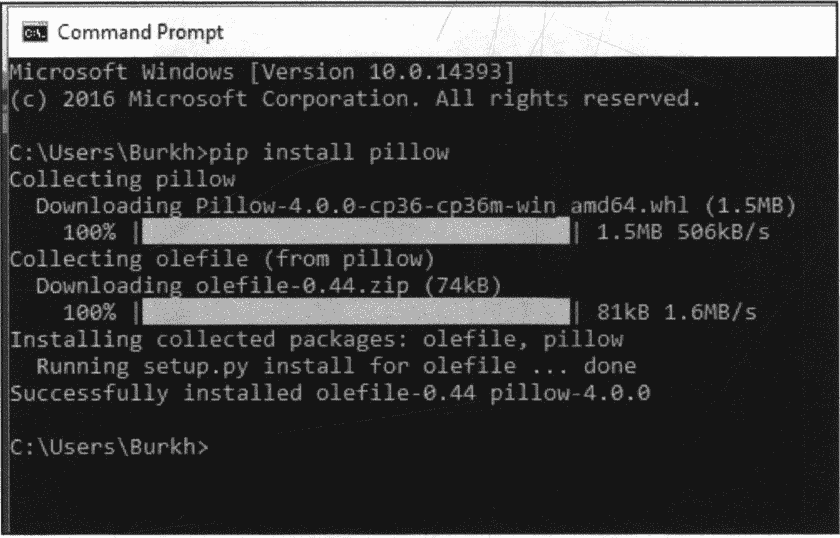 Command Prompt
Microsoft Windows [Version 10.0.14393]
(c) 2016 Microsoft Corporation. All rights reserved.
C:\Users\Burkh>pip install pillow
Collecting pillow
Downloading Pillow-4.0.0-cp36-cp36m-win_amd64.whl (1.5MB)
100% |████████████████████████████████| 1.5MB 506kB/s
Collecting olefile (from pillow)
Downloading olefile-0.44.zip (74kB)
100% |████████████████████████████████| 81kB 1.6MB/s
Installing collected packages: olefile, pillow
Running setup.py install for olefile ... done
Successfully installed olefile-0.44 pillow-4.0.0
C:\Users\Burkh>